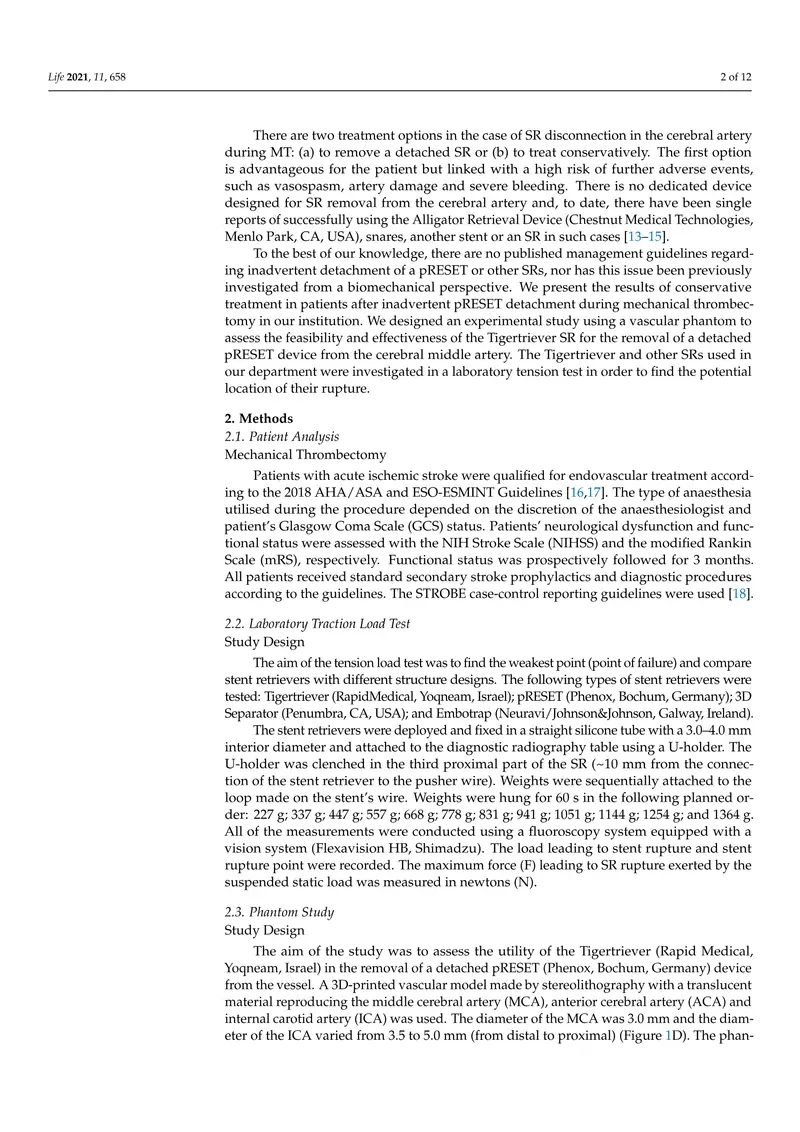 Life 2021, 11, 658
2 of 12
There are two treatment options in the case of SR disconnection in the cerebral artery
during MT: (a) to remove a detached SR or (b) to treat conservatively. The first option
is advantageous for the patient but linked with a high risk of further adverse events,
such as vasospasm, artery damage and severe bleeding. There is no dedicated device
designed for SR removal from the cerebral artery and, to date, there have been single
reports of successfully using the Alligator Retrieval Device (Chestnut Medical Technologies,
Menlo Park, CA, USA), snares, another stent or an SR in such cases [13–15].
To the best of our knowledge, there are no published management guidelines regard-
ing inadvertent detachment of a pRESET or other SRs, nor has this issue been previously
investigated from a biomechanical perspective. We present the results of conservative
treatment in patients after inadvertent pRESET detachment during mechanical thrombec-
tomy in our institution. We designed an experimental study using a vascular phantom to
assess the feasibility and effectiveness of the Tigertriever SR for the removal of a detached
pRESET device from the cerebral middle artery. The Tigertriever and other SRs used in
our department were investigated in a laboratory tension test in order to find the potential
location of their rupture.
2. Methods
2.1. Patient Analysis
Mechanical Thrombectomy
Patients with acute ischemic stroke were qualified for endovascular treatment accord-
ing to the 2018 AHA/ASA and ESO-ESMINT Guidelines [16,17]. The type of anaesthesia
utilised during the procedure depended on the discretion of the anaesthesiologist and
patient's Glasgow Coma Scale (GCS) status. Patients' neurological dysfunction and func-
tional status were assessed with the NIH Stroke Scale (NIHSS) and the modified Rankin
Scale (mRS), respectively. Functional status was prospectively followed for 3 months.
All patients received standard secondary stroke prophylactics and diagnostic procedures
according to the guidelines. The STROBE case-control reporting guidelines were used [18].
2.2. Laboratory Traction Load Test
Study Design
The aim of the tension load test was to find the weakest point (point of failure) and compare
stent retrievers with different structure designs. The following types of stent retrievers were
tested: Tigertriever (RapidMedical, Yoqneam, Israel); pRESET (Phenox, Bochum, Germany); 3D
Separator (Penumbra, CA, USA); and Embotrap (Neuravi/Johnson&Johnson, Galway, Ireland).
The stent retrievers were deployed and fixed in a straight silicone tube with a 3.0–4.0 mm
interior diameter and attached to the diagnostic radiography table using a U-holder. The
U-holder was clenched in the third proximal part of the SR (~10 mm from the connec-
tion of the stent retriever to the pusher wire). Weights were sequentially attached to the
loop made on the stent's wire. Weights were hung for 60 s in the following planned or-
der: 227 g; 337 g; 447 g; 557 g; 668 g; 778 g; 831 g; 941 g; 1051 g; 1144 g; 1254 g; and 1364 g.
All of the measurements were conducted using a fluoroscopy system equipped with a
vision system (Flexavision HB, Shimadzu). The load leading to stent rupture and stent
rupture point were recorded. The maximum force (F) leading to SR rupture exerted by the
suspended static load was measured in newtons (N).
2.3. Phantom Study
Study Design
The aim of the study was to assess the utility of the Tigertriever (Rapid Medical,
Yoqneam, Israel) in the removal of a detached pRESET (Phenox, Bochum, Germany) device
from the vessel. A 3D-printed vascular model made by stereolithography with a translucent
material reproducing the middle cerebral artery (MCA), anterior cerebral artery (ACA) and
internal carotid artery (ICA) was used. The diameter of the MCA was 3.0 mm and the diam-
eter of the ICA varied from 3.5 to 5.0 mm (from distal to proximal) (Figure 1D). The phan-